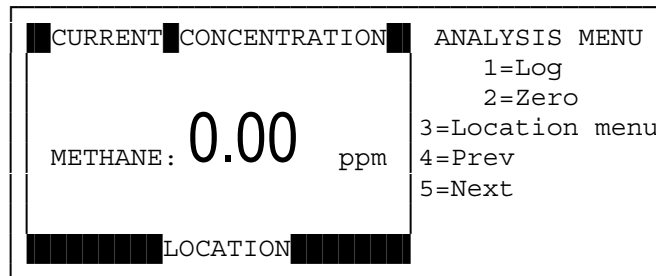 CURRENT CONCENTRATION
METHANE: 0.00 ppm
LOCATION
ANALYSIS MENU
1=Log
2=Zero
3=Location menu
4=Prev
5=Next